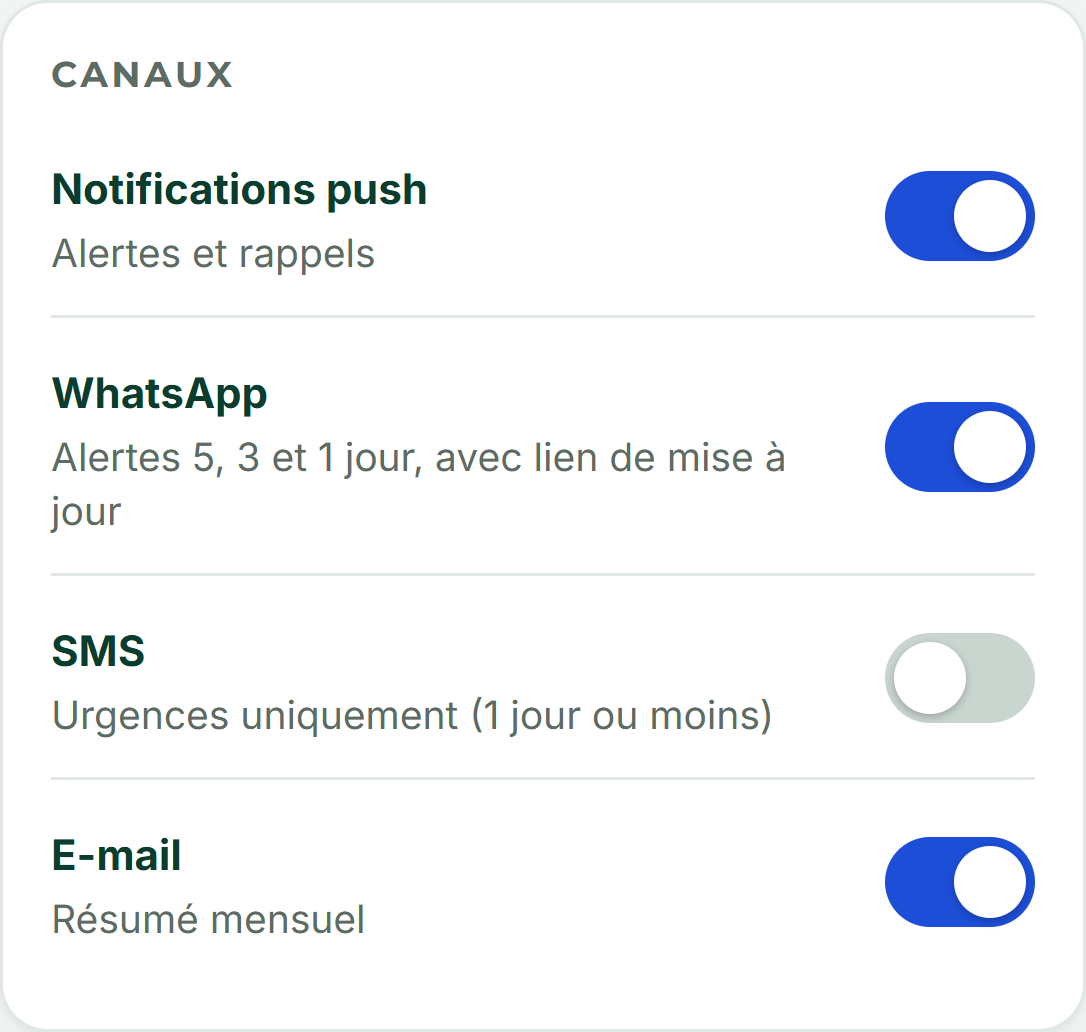 CANAUX
Notifications push
Alertes et rappels
WhatsApp
Alertes 5, 3 et 1 jour, avec lien de mise à
jour
SMS
Urgences uniquement (1 jour ou moins)
E-mail
Résumé mensuel